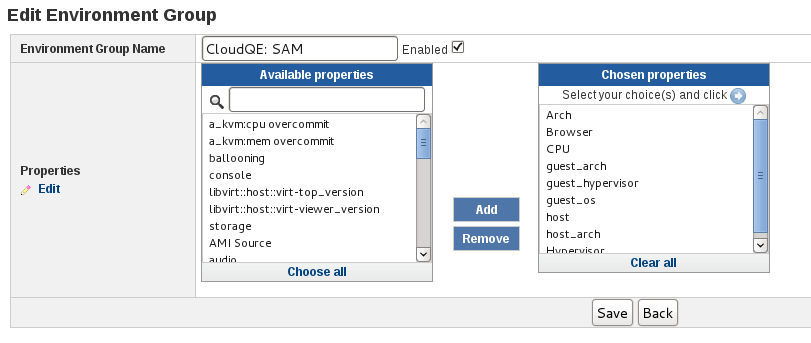 Edit Environment Group
Environment Group Name
CloudQE: SAM
Enabled
Properties
Edit
Available properties
a_kvm:cpu overcommit
a_kvm:mem overcommit
ballooning
console
libvirt::host::virt-top_version
libvirt::host::virt-viewer_version
storage
AMI Source
audio
Choose all
Add
Remove
Chosen properties
Select your choice(s) and click
Arch
Browser
CPU
guest_arch
guest_hypervisor
guest_os
host
host_arch
Hypervisor
Clear all
Save
Back